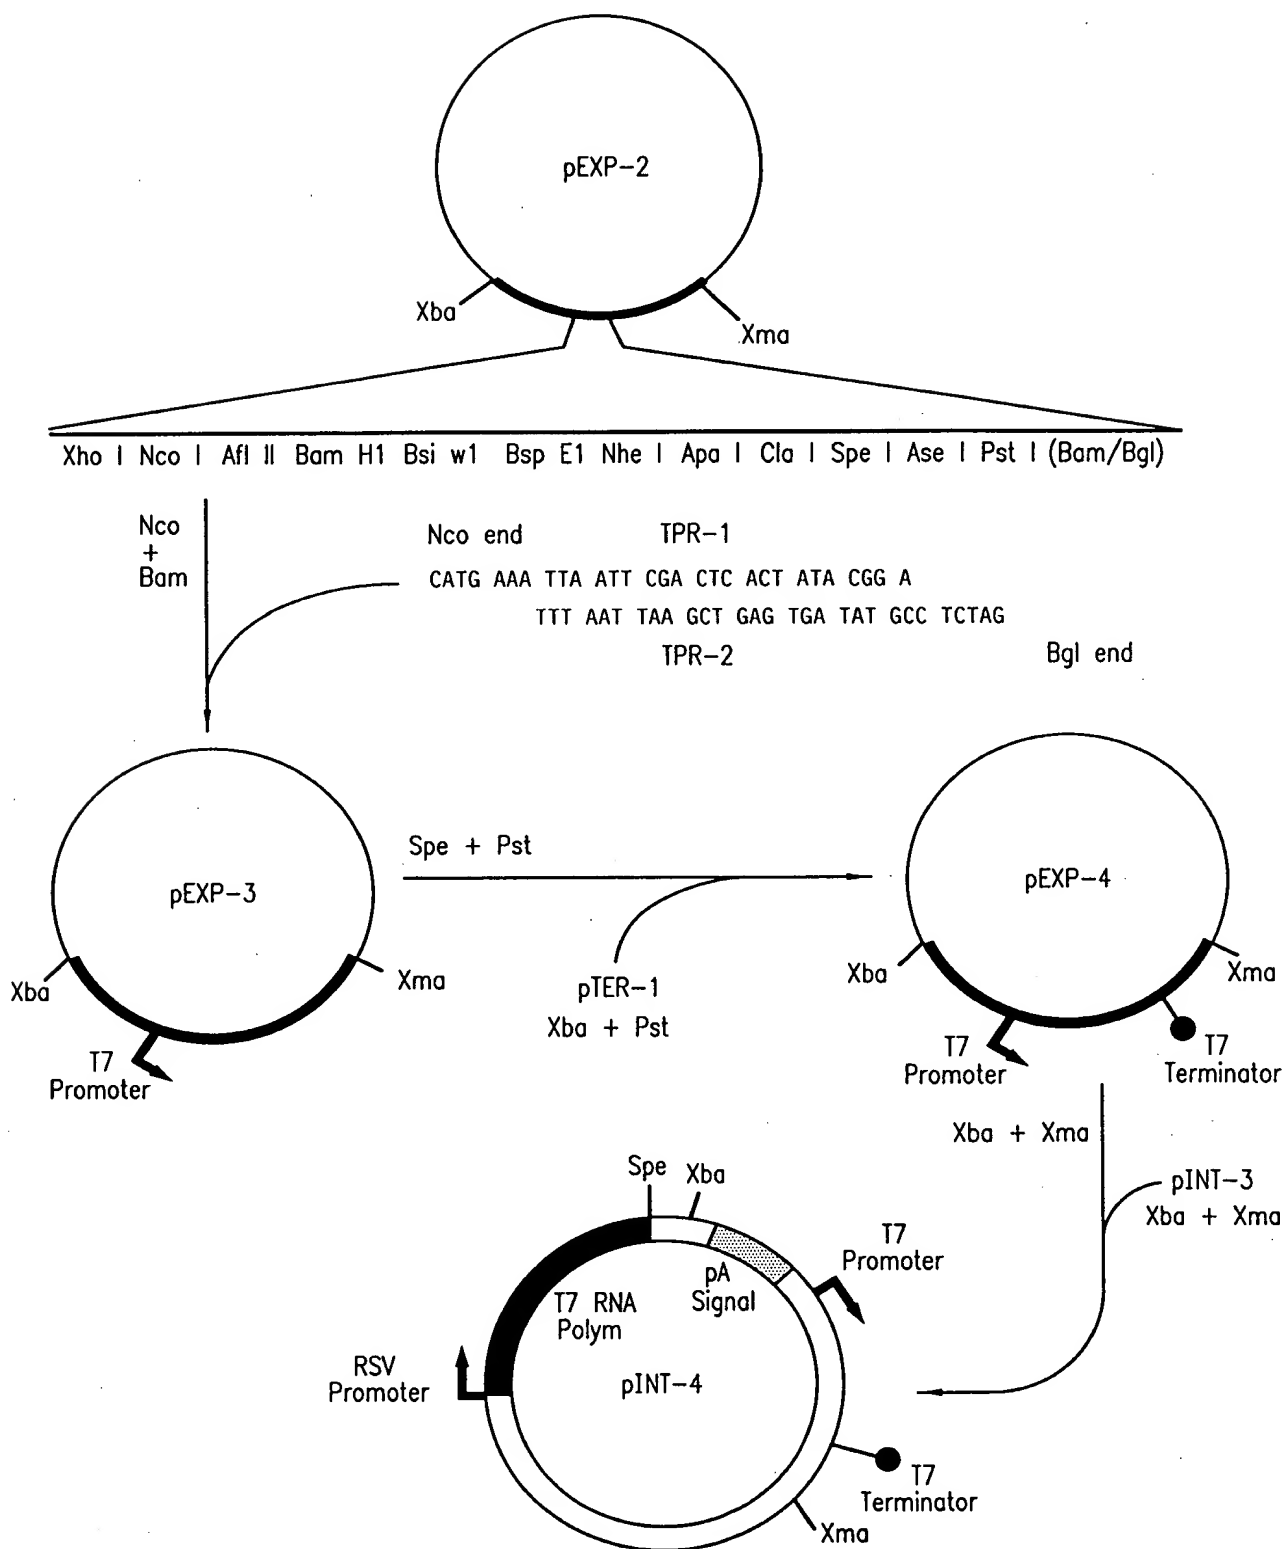 pEXP-2
Xba
Xma
Xho I Nco I Afl II Bam H1 Bsi w1 Bsp E1 Nhe I Apa I Cla I Spe I Ase I Pst I (Bam/Bgl)
Nco
+
Bam
Nco end TPR-1
CATG AAA TTA ATT CGA CTC ACT ATA CGG A
TTT AAT TAA GCT GAG TGA TAT GCC TCTAG
TPR-2 Bgl end
pEXP-3
Xba
Xma
T7
Promoter
Spe + Pst
pTER-1
Xba + Pst
pEXP-4
Xba
Xma
T7
Promoter
T7
Terminator
Xba + Xma
pINT-3
Xba + Xma
Spe
Xba
T7
Promoter
pA
Signal
T7 RNA
Polym
RSV
Promoter
pINT-4
T7
Terminator
Xma